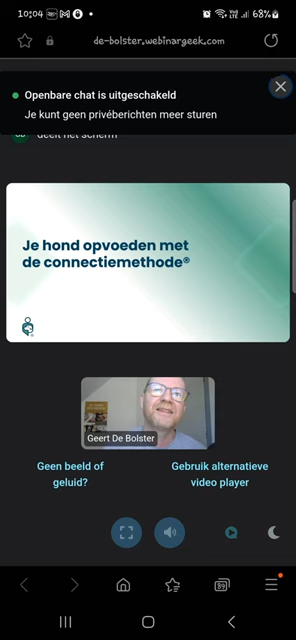 10:04
68%
de-bolster.webinargeek.com
Openbare chat is uitgeschakeld
Je kunt geen privéberichten meer sturen
deelt het scherm
Je hond opvoeden met
de connectiemethode®
Geert De Bolster
Geen beeld of
geluid?
Gebruik alternatieve
video player
89